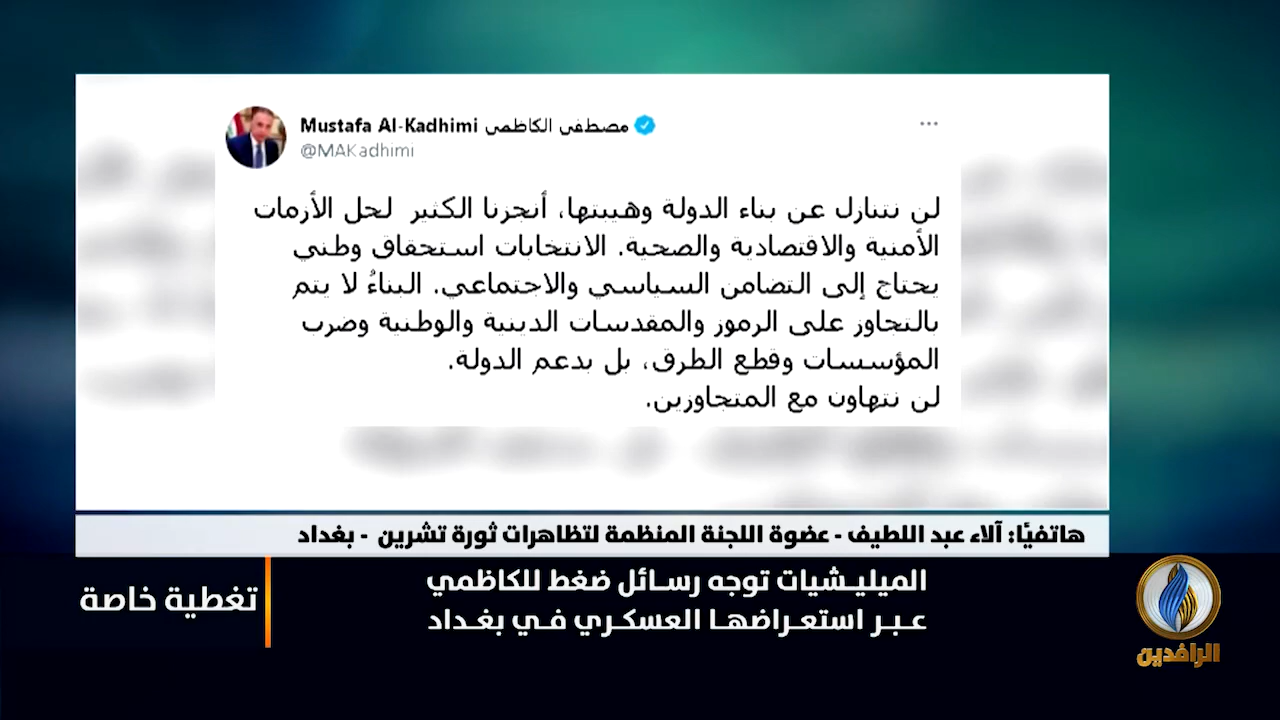 Mustafa Al-Kadhimi مصطفى الكاظمي
@MAKadhimi
لن نتنازل عن بناء الدولة وهيبتها، أنجزنا الكثير لحل الأزمات
الأمنية والاقتصادية والصحية. الانتخابات استحقاق وطني
يحتاج إلى التضامن السياسي والاجتماعي. البناءُ لا يتم
بالتجاوز على الرموز والمقدسات الدينية والوطنية وضرب
المؤسسات وقطع الطرق، بل بدعم الدولة.
لن نتهاون مع المتجاوزين.
هاتفيًا: آلاء عبد اللطيف - عضوة اللجنة المنظمة لتظاهرات ثورة تشرين - بغداد
الميليشيات توجه رسائل ضغط للكاظمي
عبر استعراضها العسكري في بغداد
تغطية خاصة
الرافدين